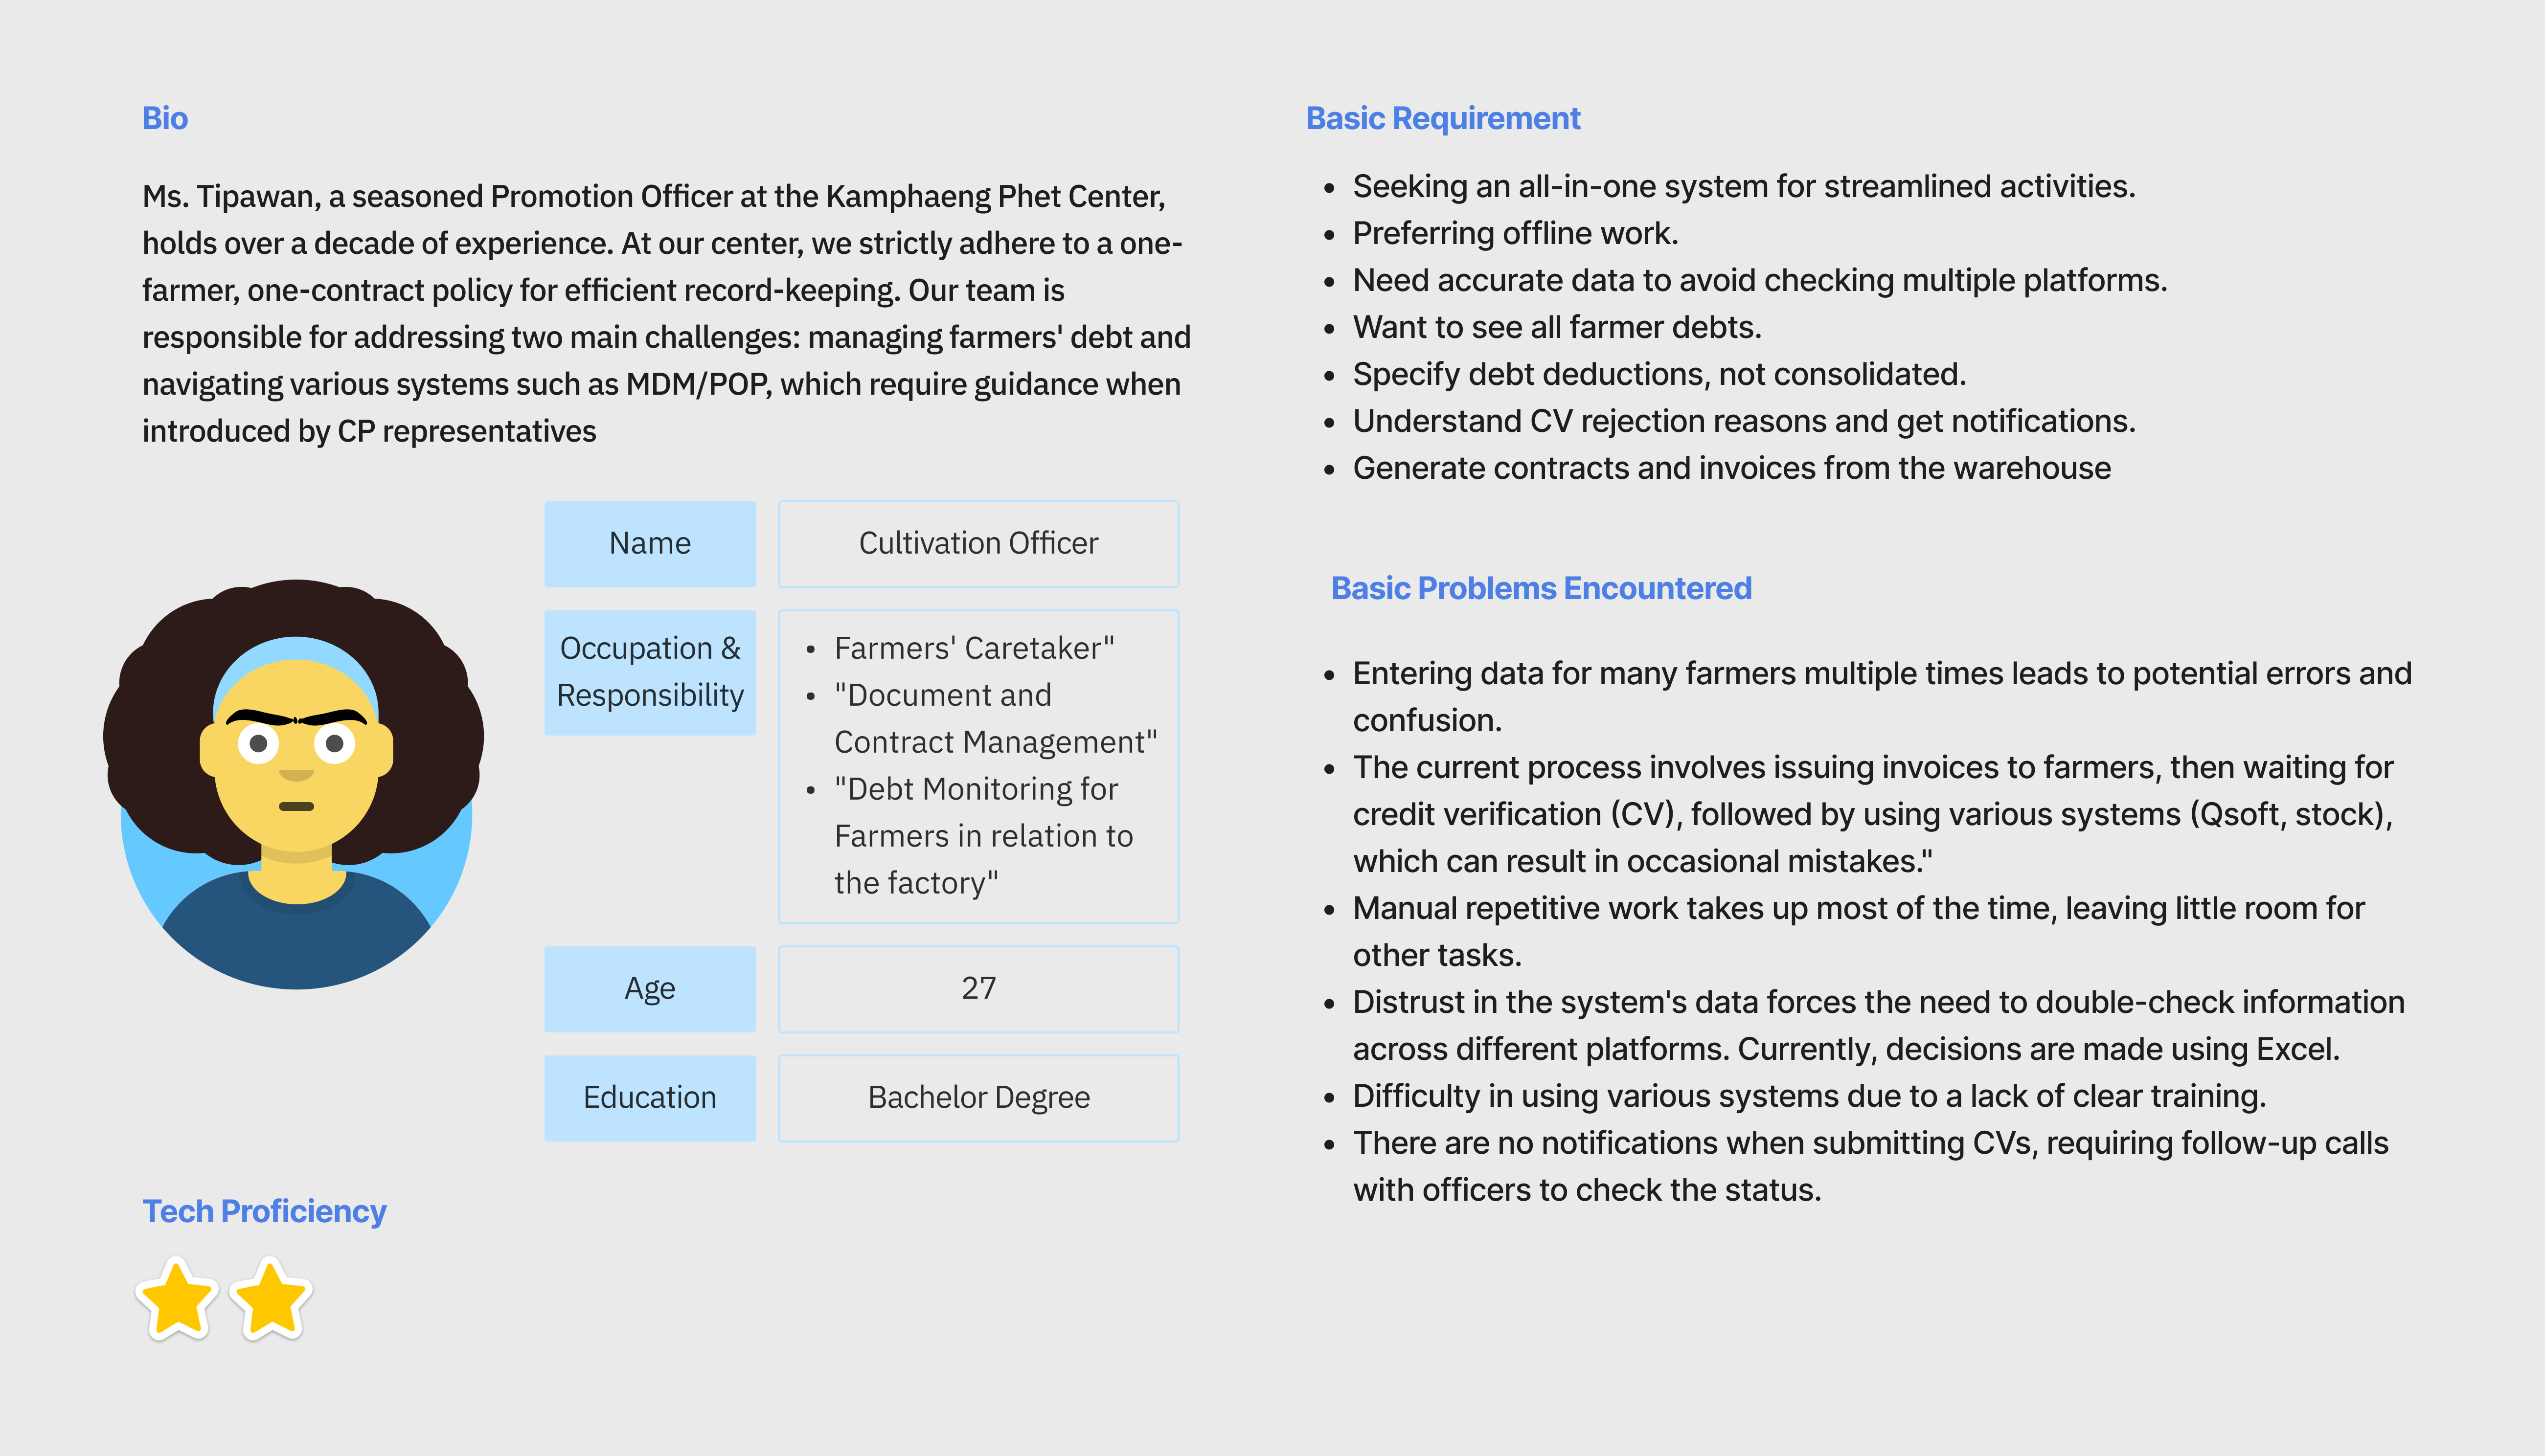 Bio
Ms. Tipawan, a seasoned Promotion Officer at the Kamphaeng Phet Center,
holds over a decade of experience. At our center, we strictly adhere to a one-
farmer, one-contract policy for efficient record-keeping. Our team is
responsible for addressing two main challenges: managing farmers' debt and
navigating various systems such as MDM/POP, which require guidance when
introduced by CP representatives
Name
Cultivation Officer
Occupation &
Responsibility
• Farmers' Caretaker"
• "Document and
Contract Management"
• "Debt Monitoring for
Farmers in relation to
the factory"
Age
27
Education
Bachelor Degree
Tech Proficiency
Basic Requirement
• Seeking an all-in-one system for streamlined activities.
• Preferring offline work.
• Need accurate data to avoid checking multiple platforms.
• Want to see all farmer debts.
• Specify debt deductions, not consolidated.
• Understand CV rejection reasons and get notifications.
• Generate contracts and invoices from the warehouse
Basic Problems Encountered
• Entering data for many farmers multiple times leads to potential errors and
confusion.
• The current process involves issuing invoices to farmers, then waiting for
credit verification (CV), followed by using various systems (Qsoft, stock),
which can result in occasional mistakes."
• Manual repetitive work takes up most of the time, leaving little room for
other tasks.
• Distrust in the system's data forces the need to double-check information
across different platforms. Currently, decisions are made using Excel.
• Difficulty in using various systems due to a lack of clear training.
• There are no notifications when submitting CVs, requiring follow-up calls
with officers to check the status.